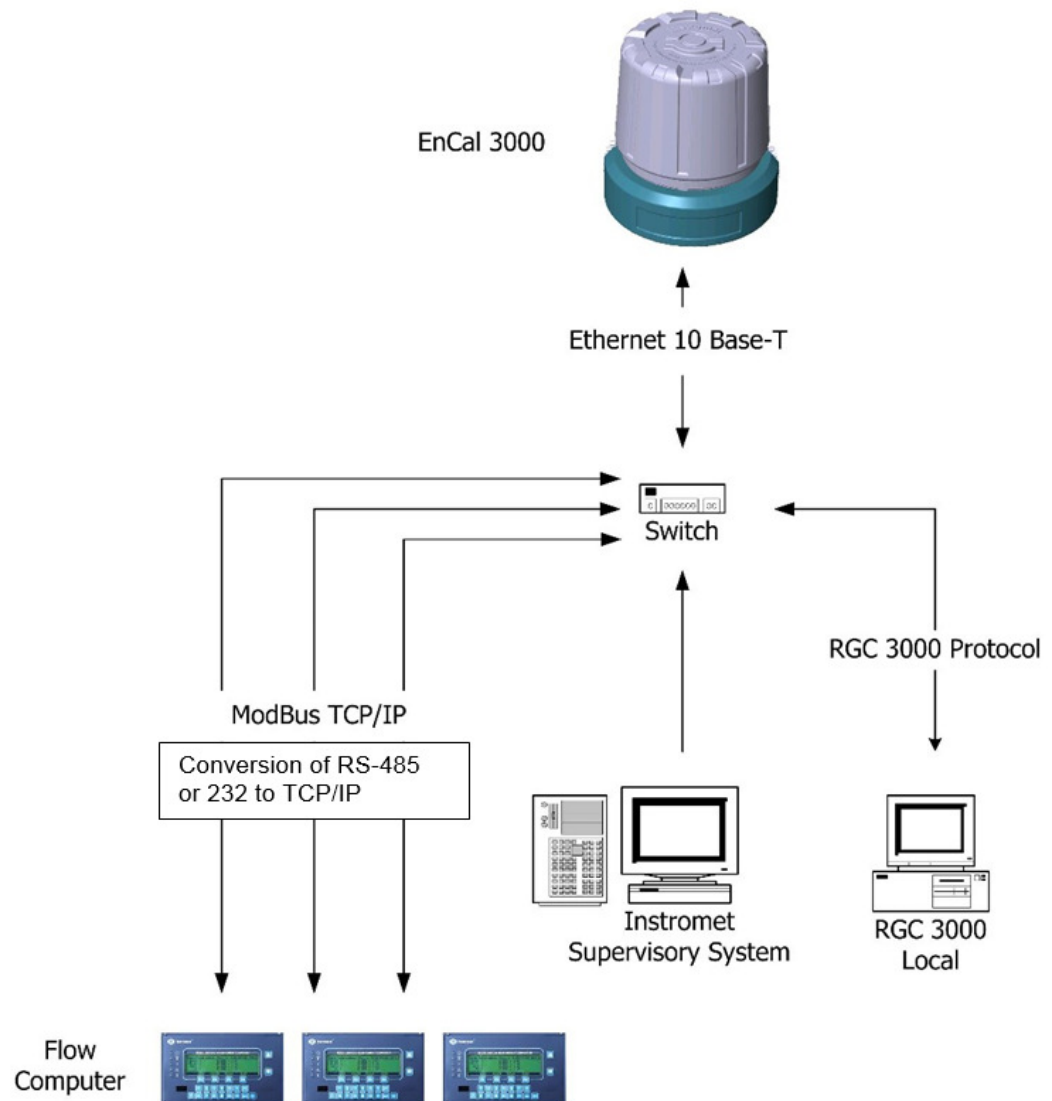 EnCal 3000
Ethernet 10 Base-T
Switch
RGC 3000 Protocol
ModBus TCP/IP
Conversion of RS-485
or 232 to TCP/IP
Instromet
Supervisory System
RGC 3000
Local
Flow
Computer